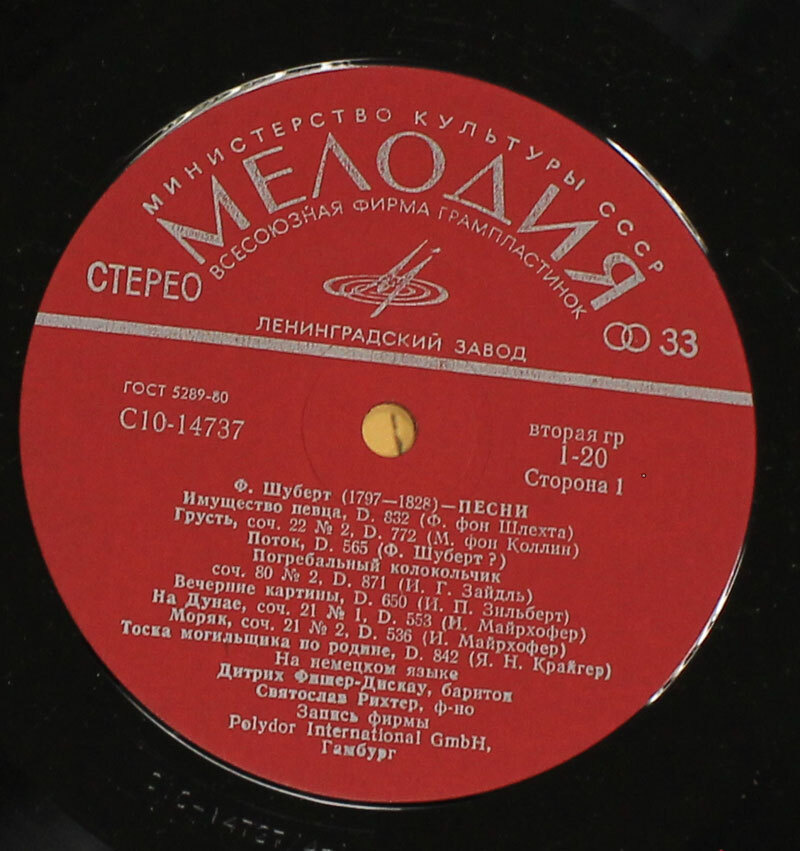 МИНИСТЕРСТВО КУЛЬТУРЫ СССР
МЕЛОДИЯ
ВСЕСОЮЗНАЯ ФИРМА ГРАМПЛАСТИНОК
СТЕРЕО
33
ЛЕНИНГРАДСКИЙ ЗАВОД
ГОСТ 5289-80
С10-14737
вторая гр
1-20
Сторона 1
Ф. Шуберт (1797—1828)—ПЕСНИ
Имущество певца, D. 832 (Ф. фон Шлехта)
Грусть, соч. 22 № 2, D. 772 (М. фон Коллин)
Поток, D. 565 (Ф. Шуберт?)
Погребальный колокольчик
соч. 80 № 2, D. 871 (И. Г. Зайдль)
Вечерние картины, D. 650 (И. П. Зильберт)
На Дунае, соч. 21 № 1, D. 553 (И. Майрхофер)
Моряк, соч. 21 № 2, D. 536 (И. Майрхофер)
Тоска могильщика по родине, D. 842 (Я. Н. Крайгер)
На немецком языке
Дитрих Фишер-Дискау, баритон
Святослав Рихтер, ф-но
Запись фирмы
Polydor International GmbH,
Гамбург